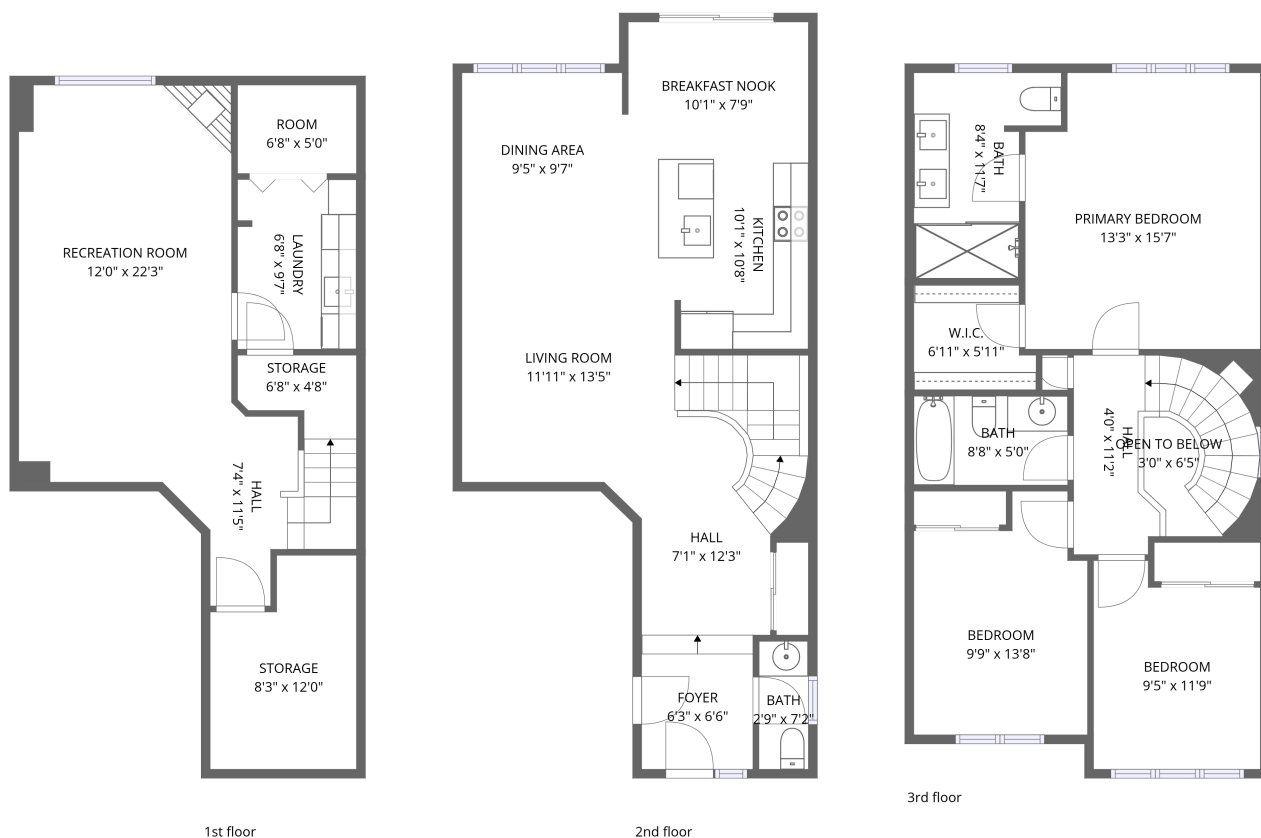 ROOM
6'8" x 5'0"
RECREATION ROOM
12'0" x 22'3"
LAUNDRY
6'8" x 9'7"
STORAGE
6'8" x 4'8"
HALL
7'4" x 11'5"
STORAGE
8'3" x 12'0"
1st floor
BREAKFAST NOOK
10'1" x 7'9"
DINING AREA
9'5" x 9'7"
KITCHEN
10'1" x 10'8"
LIVING ROOM
11'11" x 13'5"
HALL
7'1" x 12'3"
FOYER
6'3" x 6'6"
BATH
2'9" x 7'2"
2nd floor
BATH
8'4" x 11'7"
PRIMARY BEDROOM
13'3" x 15'7"
W.I.C.
6'11" x 5'11"
BATH
8'8" x 5'0"
HALL
4'0" x 11'2"
OPEN TO BELOW
3'0" x 6'5"
BEDROOM
9'9" x 13'8"
BEDROOM
9'5" x 11'9"
3rd floor